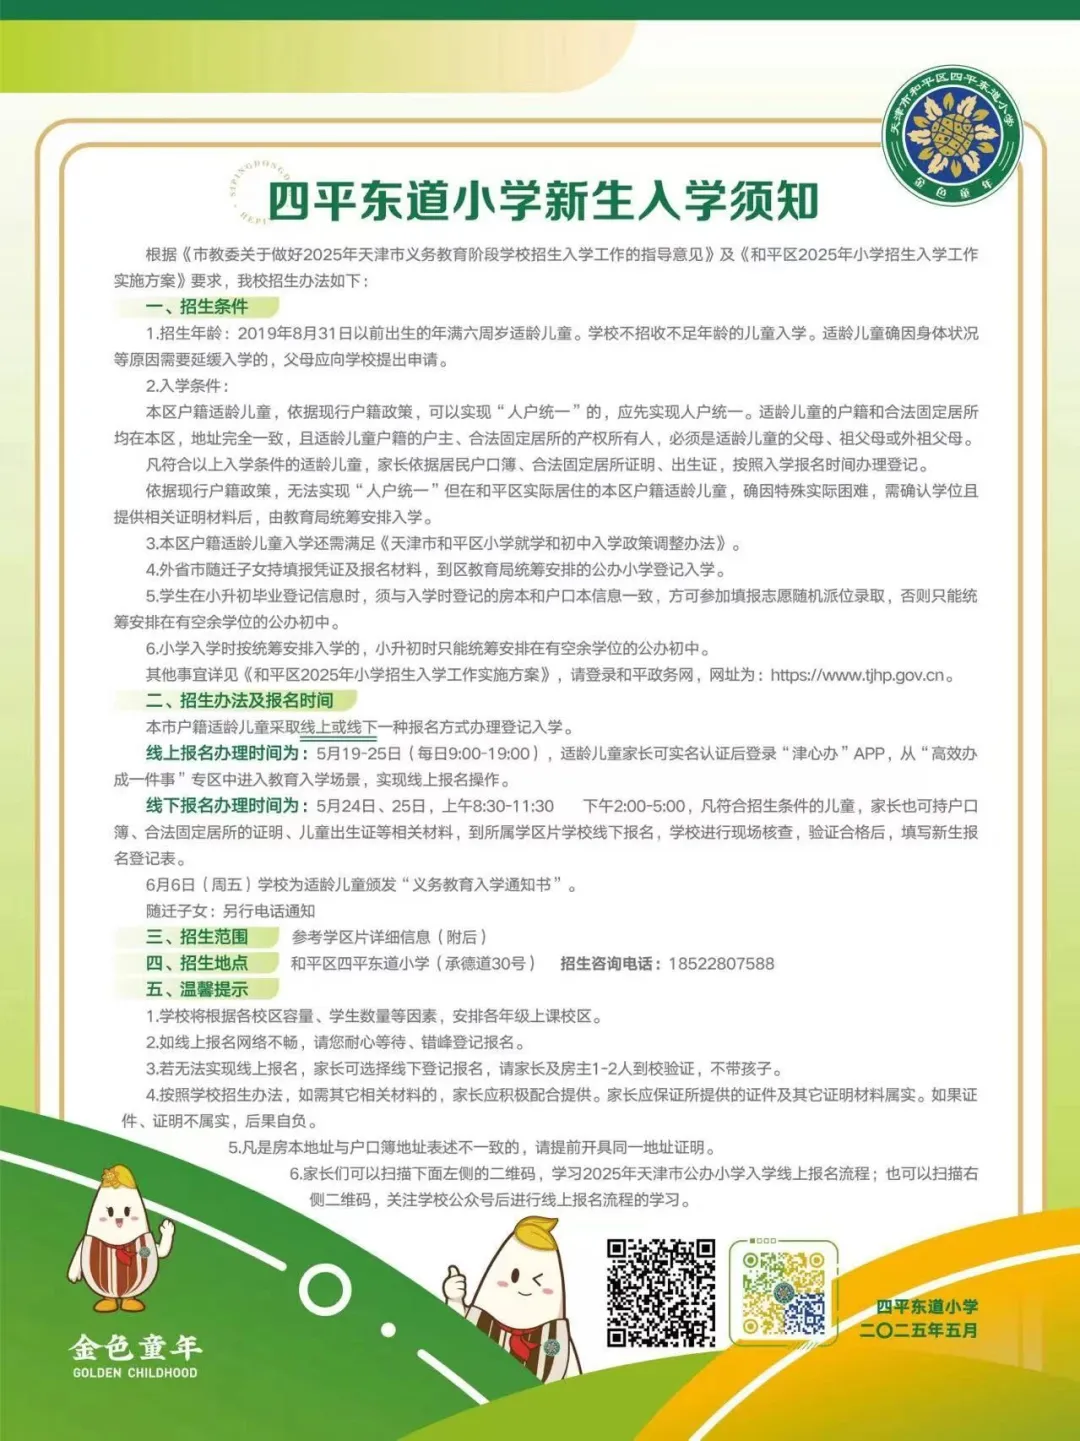 天津市和平区四平东道小学
金色童年
四平东道小学新生入学须知
根据《市教委关于做好2025年天津市义务教育阶段学校招生入学工作的指导意见》及《和平区2025年小学招生入学工作
实施方案》要求，我校招生办法如下：
一、招生条件
1.招生年龄：2019年8月31日以前出生的年满六周岁适龄儿童。学校不招收不足年龄的儿童入学。适龄儿童确因身体状况
等原因需要延缓入学的，父母应向学校提出申请。
2.入学条件：
本区户籍适龄儿童，依据现行户籍政策，可以实现“人户统一”的，应先实现人户统一。适龄儿童的户籍和合法固定居所
均在本区，地址完全一致，且适龄儿童户籍的户主、合法固定居所的产权所有人，必须是适龄儿童的父母、祖父母或外祖父母。
凡符合以上入学条件的适龄儿童，家长依据居民户口簿、合法固定居所证明、出生证，按照入学报名时间办理登记。
依据现行户籍政策，无法实现“人户统一”但在和平区实际居住的本区户籍适龄儿童，确因特殊实际困难，需确认学位且
提供相关证明材料后，由教育局统筹安排入学。
3.本区户籍适龄儿童入学还需满足《天津市和平区小学就学和初中入学政策调整办法》。
4.外省市随迁子女持填报凭证及报名材料，到区教育局统筹安排的公办小学登记入学。
5.学生在小升初毕业登记信息时，须与入学时登记的房本和户口本信息一致，方可参加填报志愿随机派位录取，否则只能统
筹安排在有空余学位的公办初中。
6.小学入学时按统筹安排入学的，小升初时只能统筹安排在有空余学位的公办初中。
其他事宜详见《和平区2025年小学招生入学工作实施方案》，请登录和平政务网，网址为：https://www.tjhp.gov.cn。
二、招生办法及报名时间
本市户籍适龄儿童采取线上或线下一种报名方式办理登记入学。
线上报名办理时间为：5月19-25日（每日9:00-19:00），适龄儿童家长可实名认证后登录“津心办”APP，从“高效办
成一件事”专区中进入教育入学场景，实现线上报名操作。
线下报名办理时间为：5月24日、25日，上午8:30-11:30 下午2:00-5:00，凡符合招生条件的儿童，家长也可持户口
簿、合法固定居所的证明、儿童出生证等相关材料，到所属学区片学校线下报名，学校进行现场核查，验证合格后，填写新生报
名登记表。
6月6日（周五）学校为适龄儿童颁发“义务教育入学通知书”。
随迁子女：另行电话通知
三、招生范围 参考学区片详细信息（附后）
四、招生地点 和平区四平东道小学（承德道30号） 招生咨询电话：18522807588
五、温馨提示
1.学校将根据各校区容量、学生数量等因素，安排各年级上课校区。
2.如线上报名网络不畅，请您耐心等待、错峰登记报名。
3.若无法实现线上报名，家长可选择线下登记报名，请家长及房主1-2人到校验证，不带孩子。
4.按照学校招生办法，如需其它相关材料的，家长应积极配合提供。家长应保证所提供的证件及其它证明材料属实。如果证
件、证明不属实，后果自负。
5.凡是房本地址与户口簿地址表述不一致的，请提前开具同一地址证明。
6.家长们可以扫描下面左侧的二维码，学习2025年天津市公办小学入学线上报名流程；也可以扫描右
侧二维码，关注学校公众号后进行线上报名流程的学习。
四平东道小学
二〇二五年五月
金色童年
GOLDEN CHILDHOOD